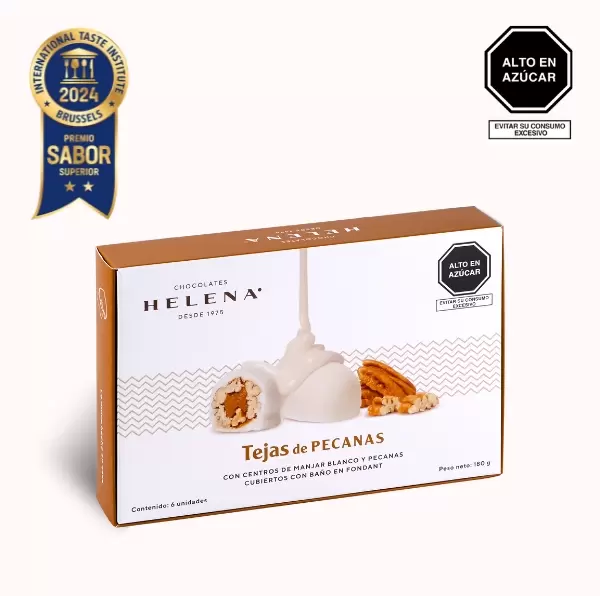 INTERNATIONAL TASTE INSTITUTE
2024
BRUSSELS
PREMIO
SABOR
SUPERIOR
ALTO EN
AZÚCAR
EVITAR SU CONSUMO
EXCESIVO
CHOCOLATES
HELENA
CHOCOLATES
HELENA
DESDE 1975
ALTO EN
AZÚCAR
EVITAR SU CONSUMO
EXCESIVO
Tejas de PECANAS
CON CENTROS DE MANJAR BLANCO Y PECANAS
CUBIERTOS CON BAÑO EN FONDANT
Contenido: 6 unidades
Peso neto: 180 g